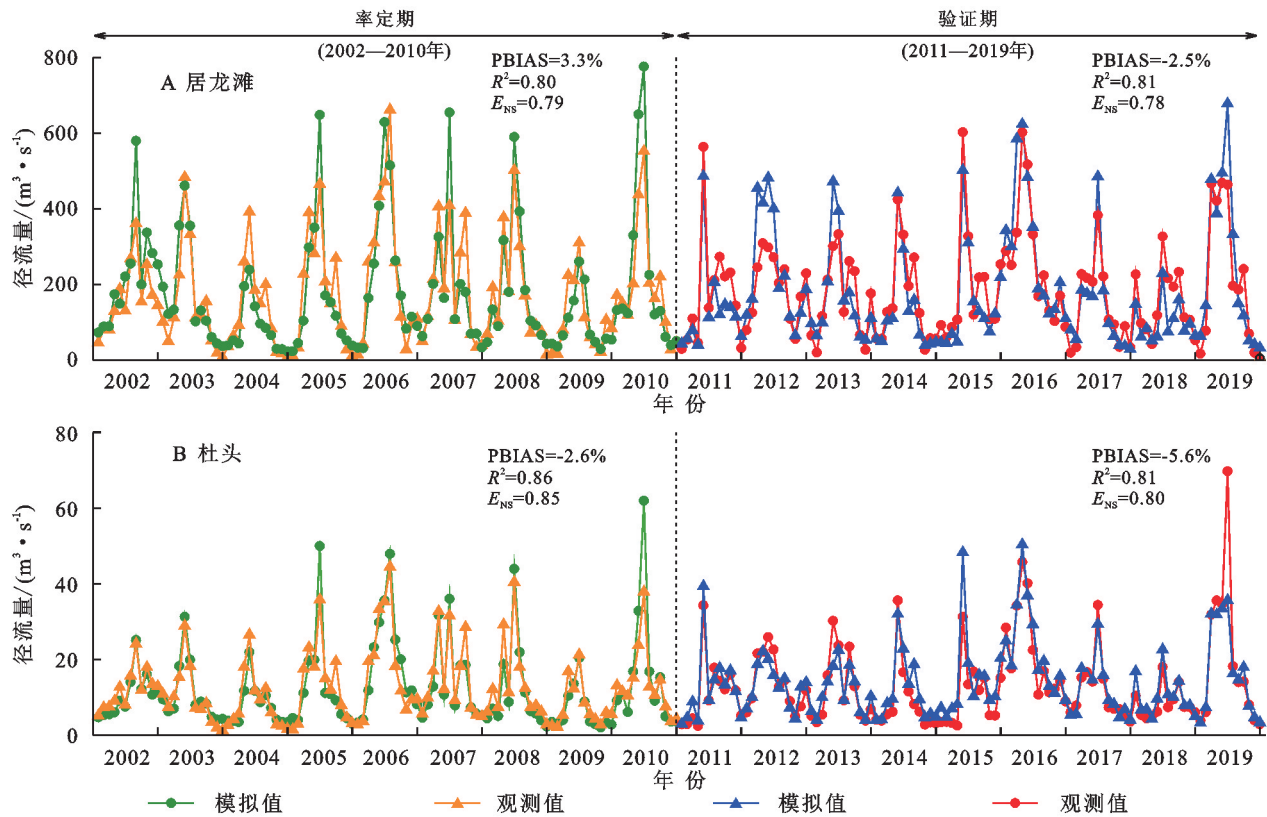 率定期 验证期
(2002—2010年) (2011—2019年)
A 居龙滩
PBIAS=3.3%
R²=0.80
E_NS=0.79
PBIAS=-2.5%
R²=0.81
E_NS=0.78
径流量/(m³·s⁻¹)
800
600
400
200
0
2002 2003 2004 2005 2006 2007 2008 2009 2010 2011 2012 2013 2014 2015 2016 2017 2018 2019
年 份
B 杜头
PBIAS=-2.6%
R²=0.86
E_NS=0.85
PBIAS=-5.6%
R²=0.81
E_NS=0.80
径流量/(m³·s⁻¹)
80
60
40
20
0
2002 2003 2004 2005 2006 2007 2008 2009 2010 2011 2012 2013 2014 2015 2016 2017 2018 2019
年 份
模拟值 观测值 模拟值 观测值